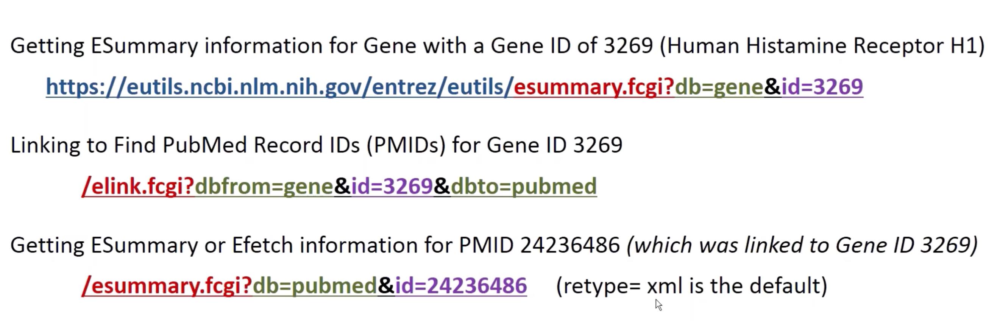 Getting ESummary information for Gene with a Gene ID of 3269 (Human Histamine Receptor H1)
https://eutils.ncbi.nlm.nih.gov/entrez/eutils/esummary.fcgi?db=gene&id=3269
Linking to Find PubMed Record IDs (PMIDs) for Gene ID 3269
/elink.fcgi?dbfrom=gene&id=3269&dbto=pubmed
Getting ESummary or Efetch information for PMID 24236486 (which was linked to Gene ID 3269)
/esummary.fcgi?db=pubmed&id=24236486 (retype= xml is the default)